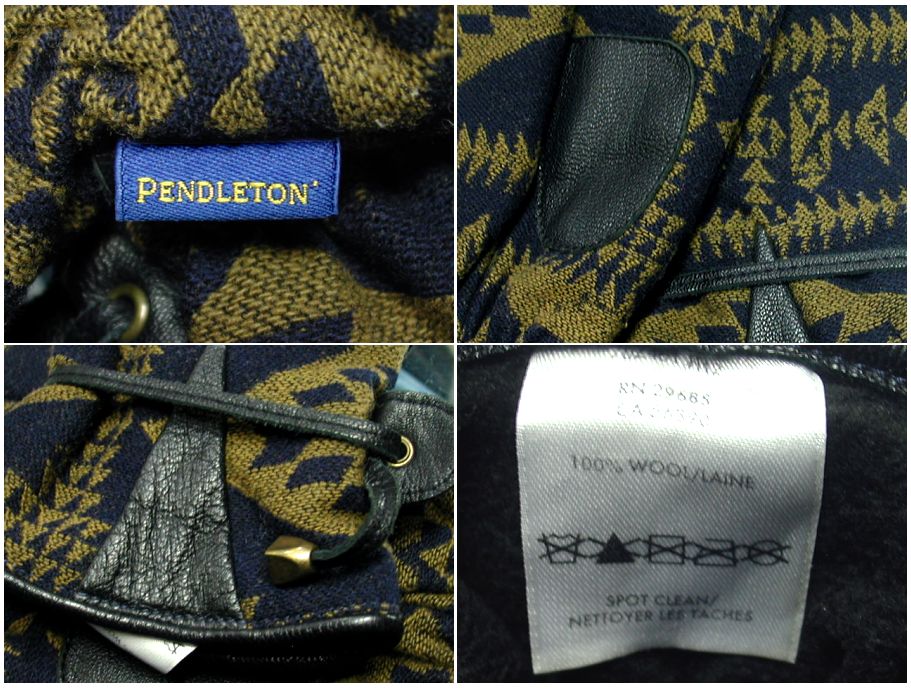 PENDLETON
RN 29685
100% WOOL/LAINE
SPOT CLEAN/
NETTOYER LES TACHES